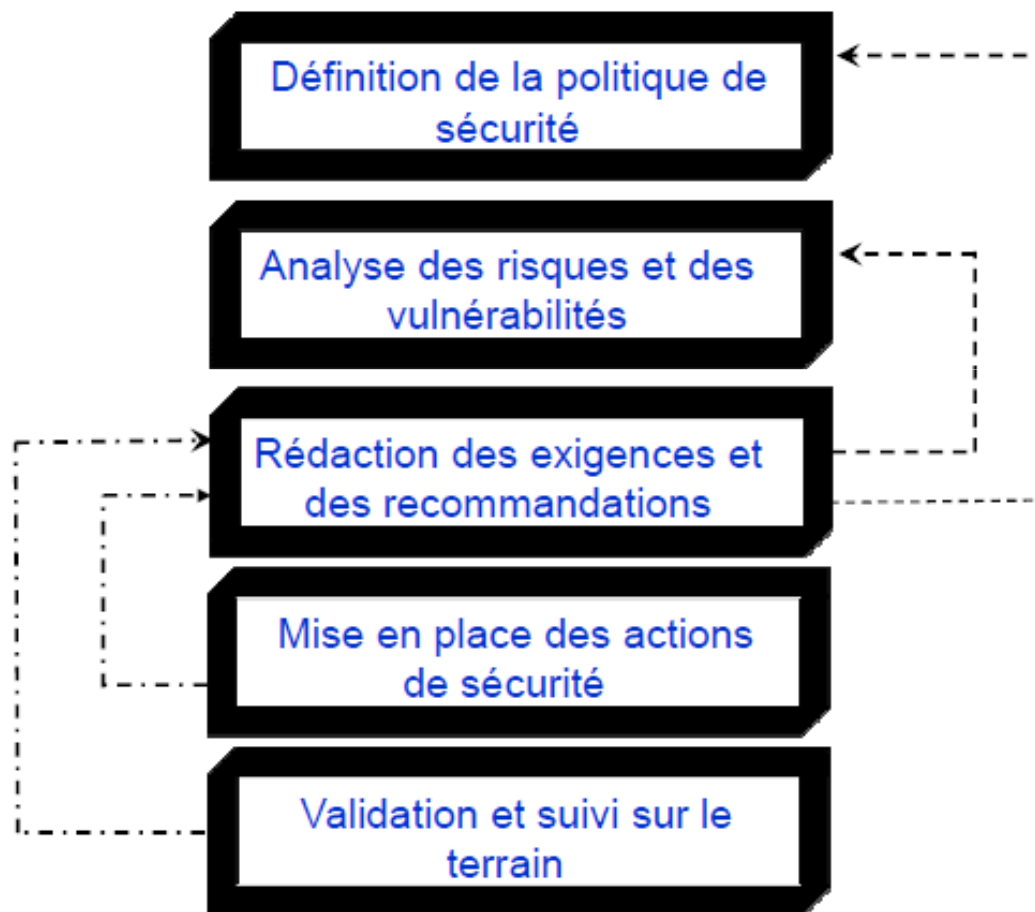 Définition de la politique de
sécurité
Analyse des risques et des
vulnérabilités
Rédaction des exigences et
des recommandations
Mise en place des actions
de sécurité
Validation et suivi sur le
terrain